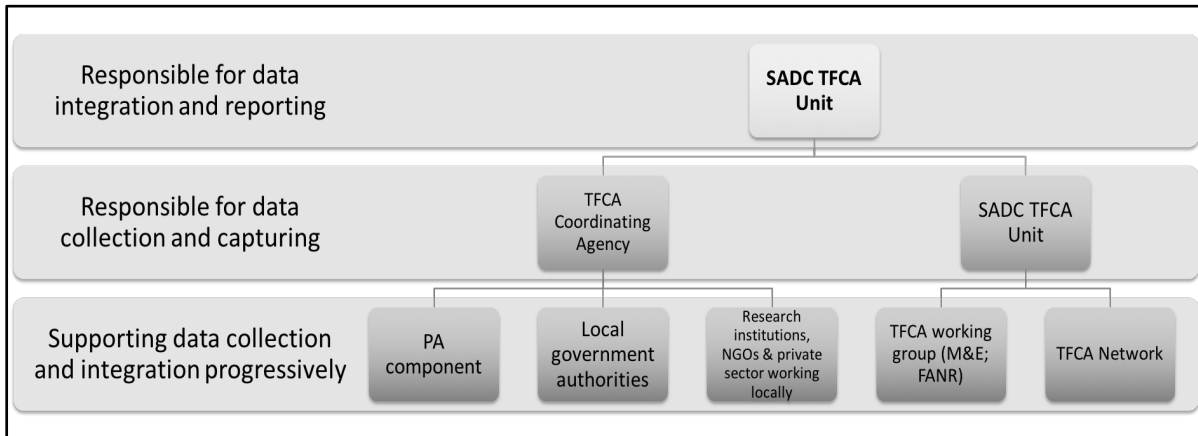 Responsible for data
integration and reporting
SADC TFCA
Unit
Responsible for data
collection and capturing
TFCA
Coordinating
Agency
SADC TFCA
Unit
Supporting data collection
and integration progressively
PA
component
Local
government
authorities
Research
institutions,
NGOs & private
sector working
locally
TFCA working
group (M&E;
FANR)
TFCA Network